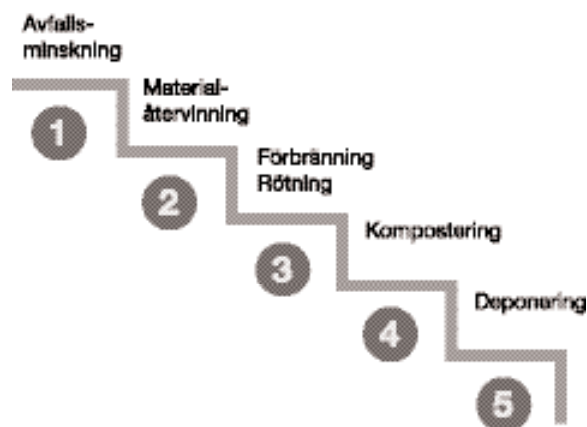 Avfalls-
minskning
1
Material-
återvinning
2
Förbränning
Rötning
3
Kompostering
4
Deponering
5